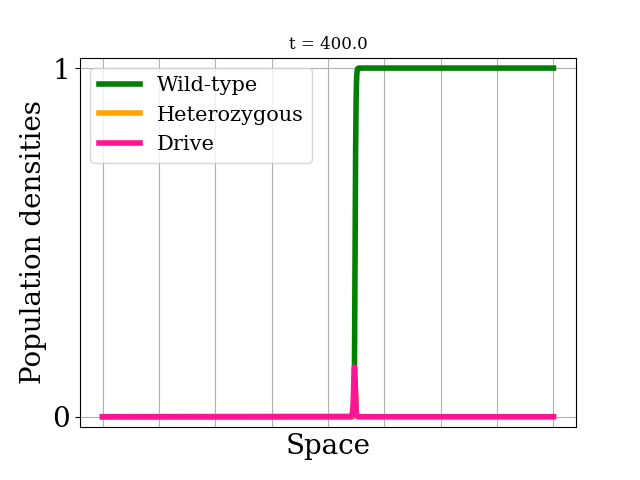 t = 400.0
1
Wild-type
Heterozygous
Drive
Population densities
0
Space